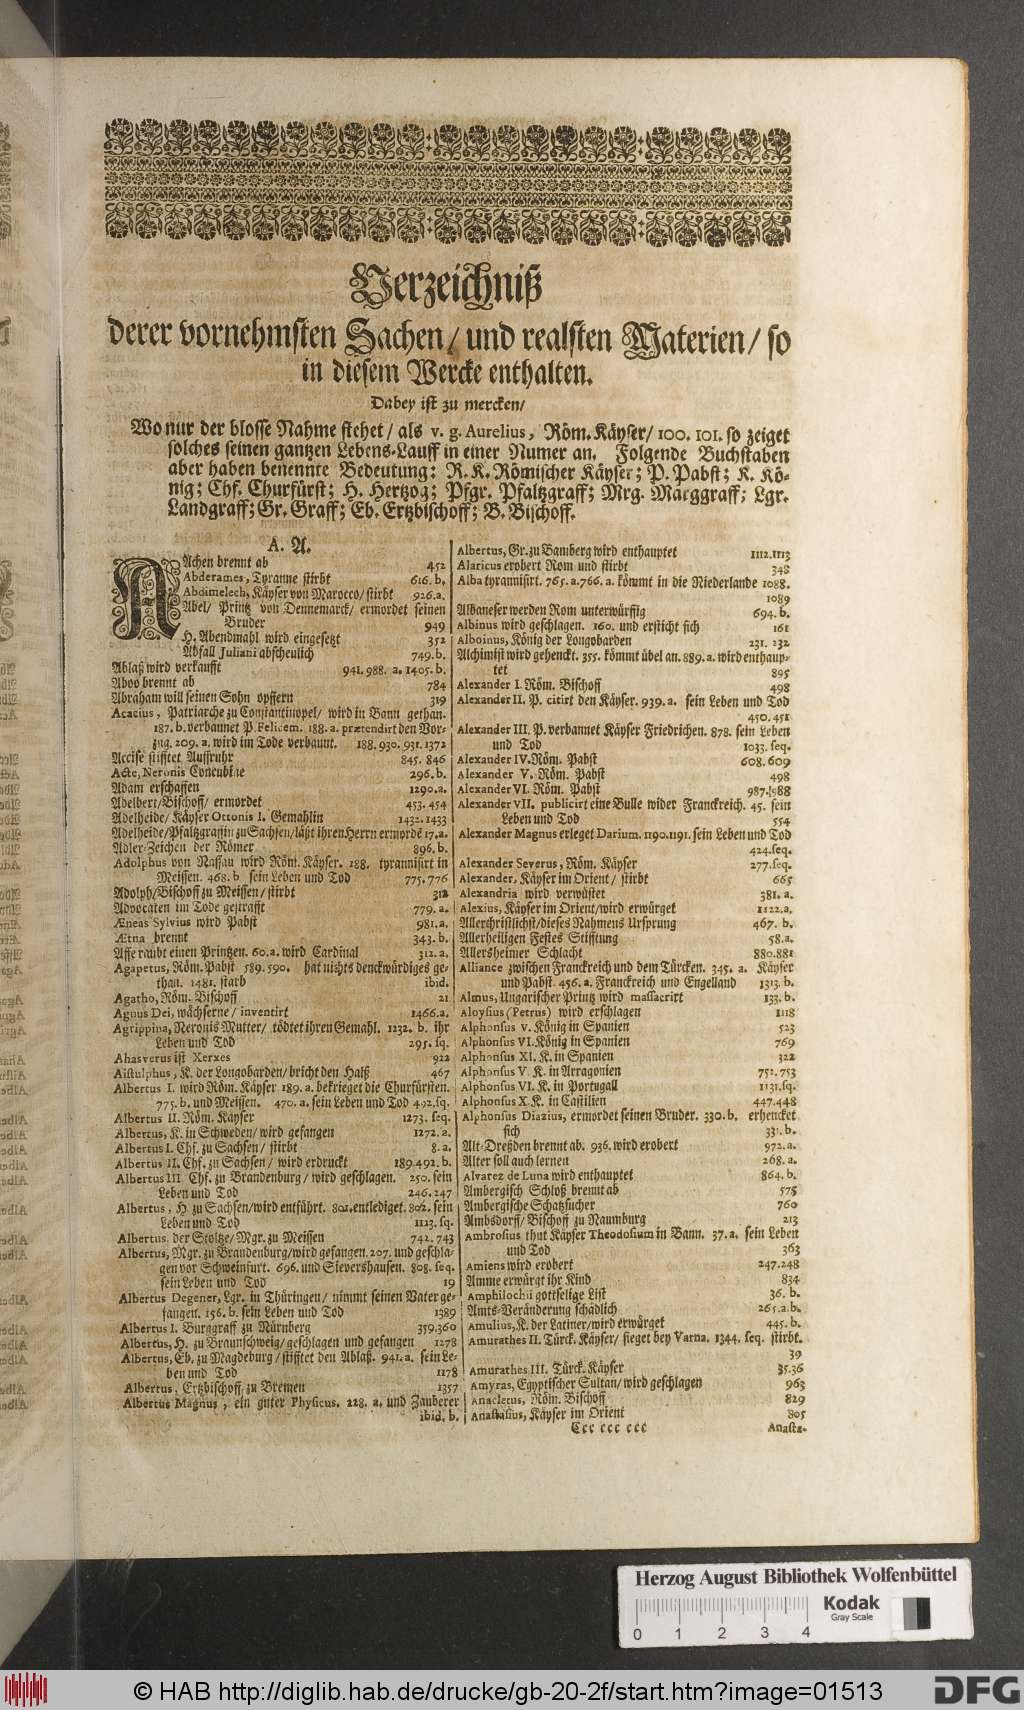 Verzeichniß
derer vornehmsten Sachen/ und realsten Materien/ so
in diesem Wercke enthalten.
Dabey ist zu mercken/
Wo nur der blosse Nahme stehet/ als v. g. Aurelius, Röm. Käyser/ 100. 101. so zeiget
solches seinen gantzen Lebens-Lauff in einer Numer an. Folgende Buchstaben
aber haben benennte Bedeutung: R. K. Römischer Käyser; P. Pabst; K. Kö-
nig; Chf. Churfürst; H. Hertzog; Pfgr. Pfaltzgraff; Mrg. Marggraff; Lgr.
Landgraff; Gr. Graff; Eb. Ertzbischoff; B. Bischoff.
A. A.
AAchen brennt ab 452
Abderames, Tyranne stirbt 616. b.
Abdimelech, Käyser von Marocco/ stirbt 926.a.
Abel/ Printz von Dennemarck/ ermordet seinen
Bruder 949
H. Abendmahl wird eingesetzt 352
Abfall Juliani abscheulich 749. b.
Ablaß wird verkaufft 941. 988. a. 1405. b.
Aboo brennt ab 784
Abraham will seinen Sohn opffern 319
Acacius, Patriarche zu Constantinopel/ wird in Bann gethan.
187. b. verbannet P. Felicem. 188. a. prætendirt den Vor-
zug. 209. a. wird im Tode verbannt. 188. 930. 931. 1372
Accise stifftet Auffruhr 845. 846
Acte, Neronis Concubine 296. b.
Adam erschaffen 1290.a.
Adelbert/ Bischoff/ ermordet 453. 454
Adelheide/ Käyser Ottonis I. Gemahlin 1432. 1433
Adelheide/ Pfaltzgräffin zu Sachsen/ läßt ihren Herrn ermordē 17.a.
Adler-Zeichen der Römer 896. b.
Adolphus von Nassau wird Röm. Käyser. 188. tyrannisirt in
Meissen. 468. b. sein Leben und Tod 775. 776
Adolph/ Bischoff zu Meissen/ stirbt 312
Advocaten im Tode gestrafft 779. a.
Æneas Sylvius wird Pabst 981.a.
Ætna brennt 343. b.
Affe raubt einen Printzen. 60.a. wird Cardinal 312. a.
Agapetus, Röm. Pabst 589. 590. hat nichts denckwürdiges ge-
than. 1481. starb ibid.
Agatho, Röm. Bischoff 21
Agnus Dei, wächserne/ inventirt 1466.a.
Agrippina, Neronis Mutter/ tödtet ihren Gemahl. 1232. b. ihr
Leben und Tod 295. sq.
Ahasverus ist Xerxes 922
Aistulphus, K. der Longobarden/ bricht den Halß 467
Albertus I. wird Röm. Käyser 189.a. bekrieget die Churfürsten.
775. b. und Meissen. 470. a. sein Leben und Tod 492. sq.
Albertus II. Röm. Käyser 1273. seq.
Albertus, K. in Schweden/ wird gefangen 1272. a.
Albertus I. Chf. zu Sachsen/ stirbt 8. a.
Albertus II. Chf. zu Sachsen/ wird erdruckt 189.492. b.
Albertus III Chf. zu Brandenburg/ wird geschlagen. 250. sein
Leben und Tod 246. 247
Albertus, H. zu Sachsen/ wird entführt. 801. entlediget. 802. sein
Leben und Tod 1123. sq.
Albertus der Stoltze/ Mgr. zu Meissen 742. 743
Albertus, Mgr. zu Brandenburg/ wird gefangen. 207. und geschla-
gen vor Schweinfurt. 696. und Sievershausen. 808. seq.
sein Leben und Tod 19
Albertus Degener, Lgr. in Thüringen/ nimmt seinen Vater ge-
fangen. 156. b. sein Leben und Tod 1389
Albertus I. Burggraff zu Nürnberg 359.360
Albertus, H. zu Braunschweig/ geschlagen und gefangen 1278
Albertus, Eb. zu Magdeburg/ stifftet den Ablaß. 941.a. sein Le-
ben und Tod 1178
Albertus, Ertzbischoff zu Bremen 1357
Albertus Magnus, ein guter Physicus. 228. a. und Zauberer
ibid. b.
Albertus, Gr. zu Bamberg wird enthauptet 1112.1113
Alaricus erobert Rom und stirbt 348
Alba tyrannisirt. 765. a. 766. a. kömmt in die Niederlande 1088.
1089
Albaneser werden Rom unterwürffig 694. b.
Albinus wird geschlagen. 160. und ersticht sich 161
Alboinus, König der Longobarden 231. 232
Alchimist wird gehenckt. 355. kömmt übel an. 889. a. wird enthaup-
tet 895
Alexander I. Röm. Bischoff 498
Alexander II. P. citirt den Käyser. 939. a. sein Leben und Tod
450. 451
Alexander III. P. verbannet Käyser Friedrichen. 878. sein Leben
und Tod 1033. seq.
Alexander IV. Röm. Pabst 608. 609
Alexander V. Röm. Pabst 498
Alexander VI. Röm. Pabst 987. 988
Alexander vII. publicirt eine Bulle wider Franckreich. 45. sein
Leben und Tod 554
Alexander Magnus erleget Darium. 1190.1191. sein Leben und Tod
424. seq.
Alexander Severus, Röm. Käyser 277. seq.
Alexander, Käyser im Orient/ stirbt 665
Alexandria wird verwüstet 381. a.
Alexius, Käyser im Orient/ wird erwürget 1122.a.
Allerchristlichst/ dieses Nahmens Ursprung 467. b.
Allerheiligen Festes Stifftung 58. a.
Allersheimer Schlacht 880.881
Alliance zwischen Franckreich und dem Türcken. 345. a. Käyser
und Pabst. 456. a. Franckreich und Engelland 1313. b.
Almus, Ungarischer Printz wird massacrirt 133. b.
Aloysius (Petrus) wird erschlagen 1118
Alphonsus v. König in Spanien 523
Alphonsus VI. König in Spanien 769
Alphonsus XI. K. in Spanien 322
Alphonsus V. K. in Arragonien 752. 753
Alphonsus VI. K. in Portugall 1131. sq.
Alphonsus X. K. in Castilien 447.448
Alphonsus Diazius, ermordet seinen Bruder. 330. b. erhencket
sich 331. b.
Alt-Dreßden brennt ab. 936. wird erobert 972. a.
Alter soll auch lernen 268. a.
Alvarez de Luna wird enthauptet 864. b.
Ambergisch Schloß brennt ab 575
Ambergische Schatzsucher 760
Ambsdorff/ Bischoff zu Naumburg 213
Ambrosius thut Käyser Theodosium in Bann. 37. a. sein Leben
und Tod 363
Amiens wird erobert 247.248
Amme erwürgt ihr Kind 834
Amphilochii gottselige List 36. b.
Amts-Veränderung schädlich 265. a. b.
Amulius, K. der Latiner/ wird erwürget 445. b.
Amurathes II. Türck. Käyser/ sieget bey Varna. 1344. seq. stirbt.
39
Amurathes III. Türck. Käyser 35.36
Amyras, Egyptischer Sultan/ wird geschlagen 963
Anacletus, Röm. Bischoff 829
Anastasius, Käyser im Orient 805
Ccc ccc ccc Anasta-
Herzog August Bibliothek Wolfenbüttel
Kodak
Gray Scale
0 1 2 3 4
© HAB http://diglib.hab.de/drucke/gb-20-2f/start.htm?image=01513
DFG